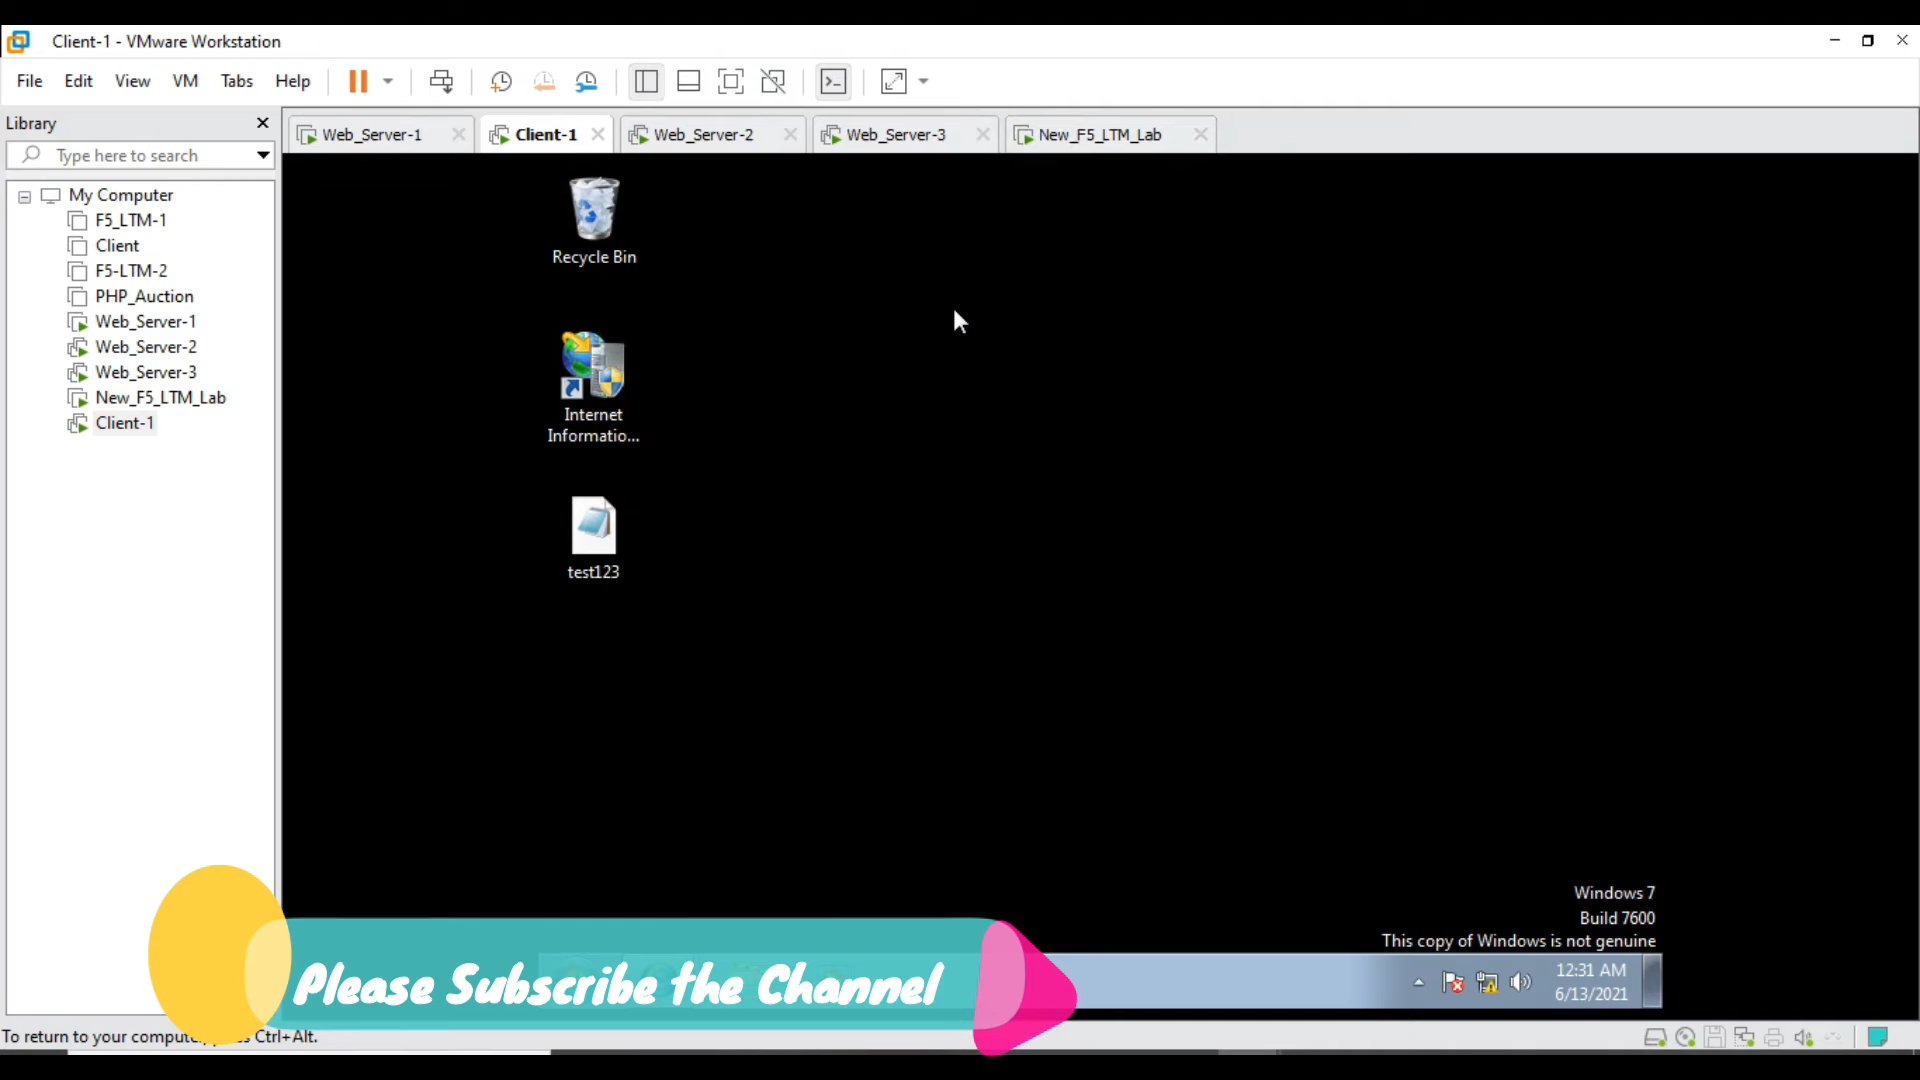 Client-1 - VMware Workstation
File Edit View VM Tabs Help
Library
Type here to search
Web_Server-1 Client-1 Web_Server-2 Web_Server-3 New_F5_LTM_Lab
My Computer
F5_LTM-1
Client
F5-LTM-2
PHP_Auction
Web_Server-1
Web_Server-2
Web_Server-3
New_F5_LTM_Lab
Client-1
Recycle Bin
Internet
Informatio...
test123
Windows 7
Build 7600
This copy of Windows is not genuine
12:31 AM
6/13/2021
Please Subscribe the Channel
To return to your compute Ctrl+Alt.